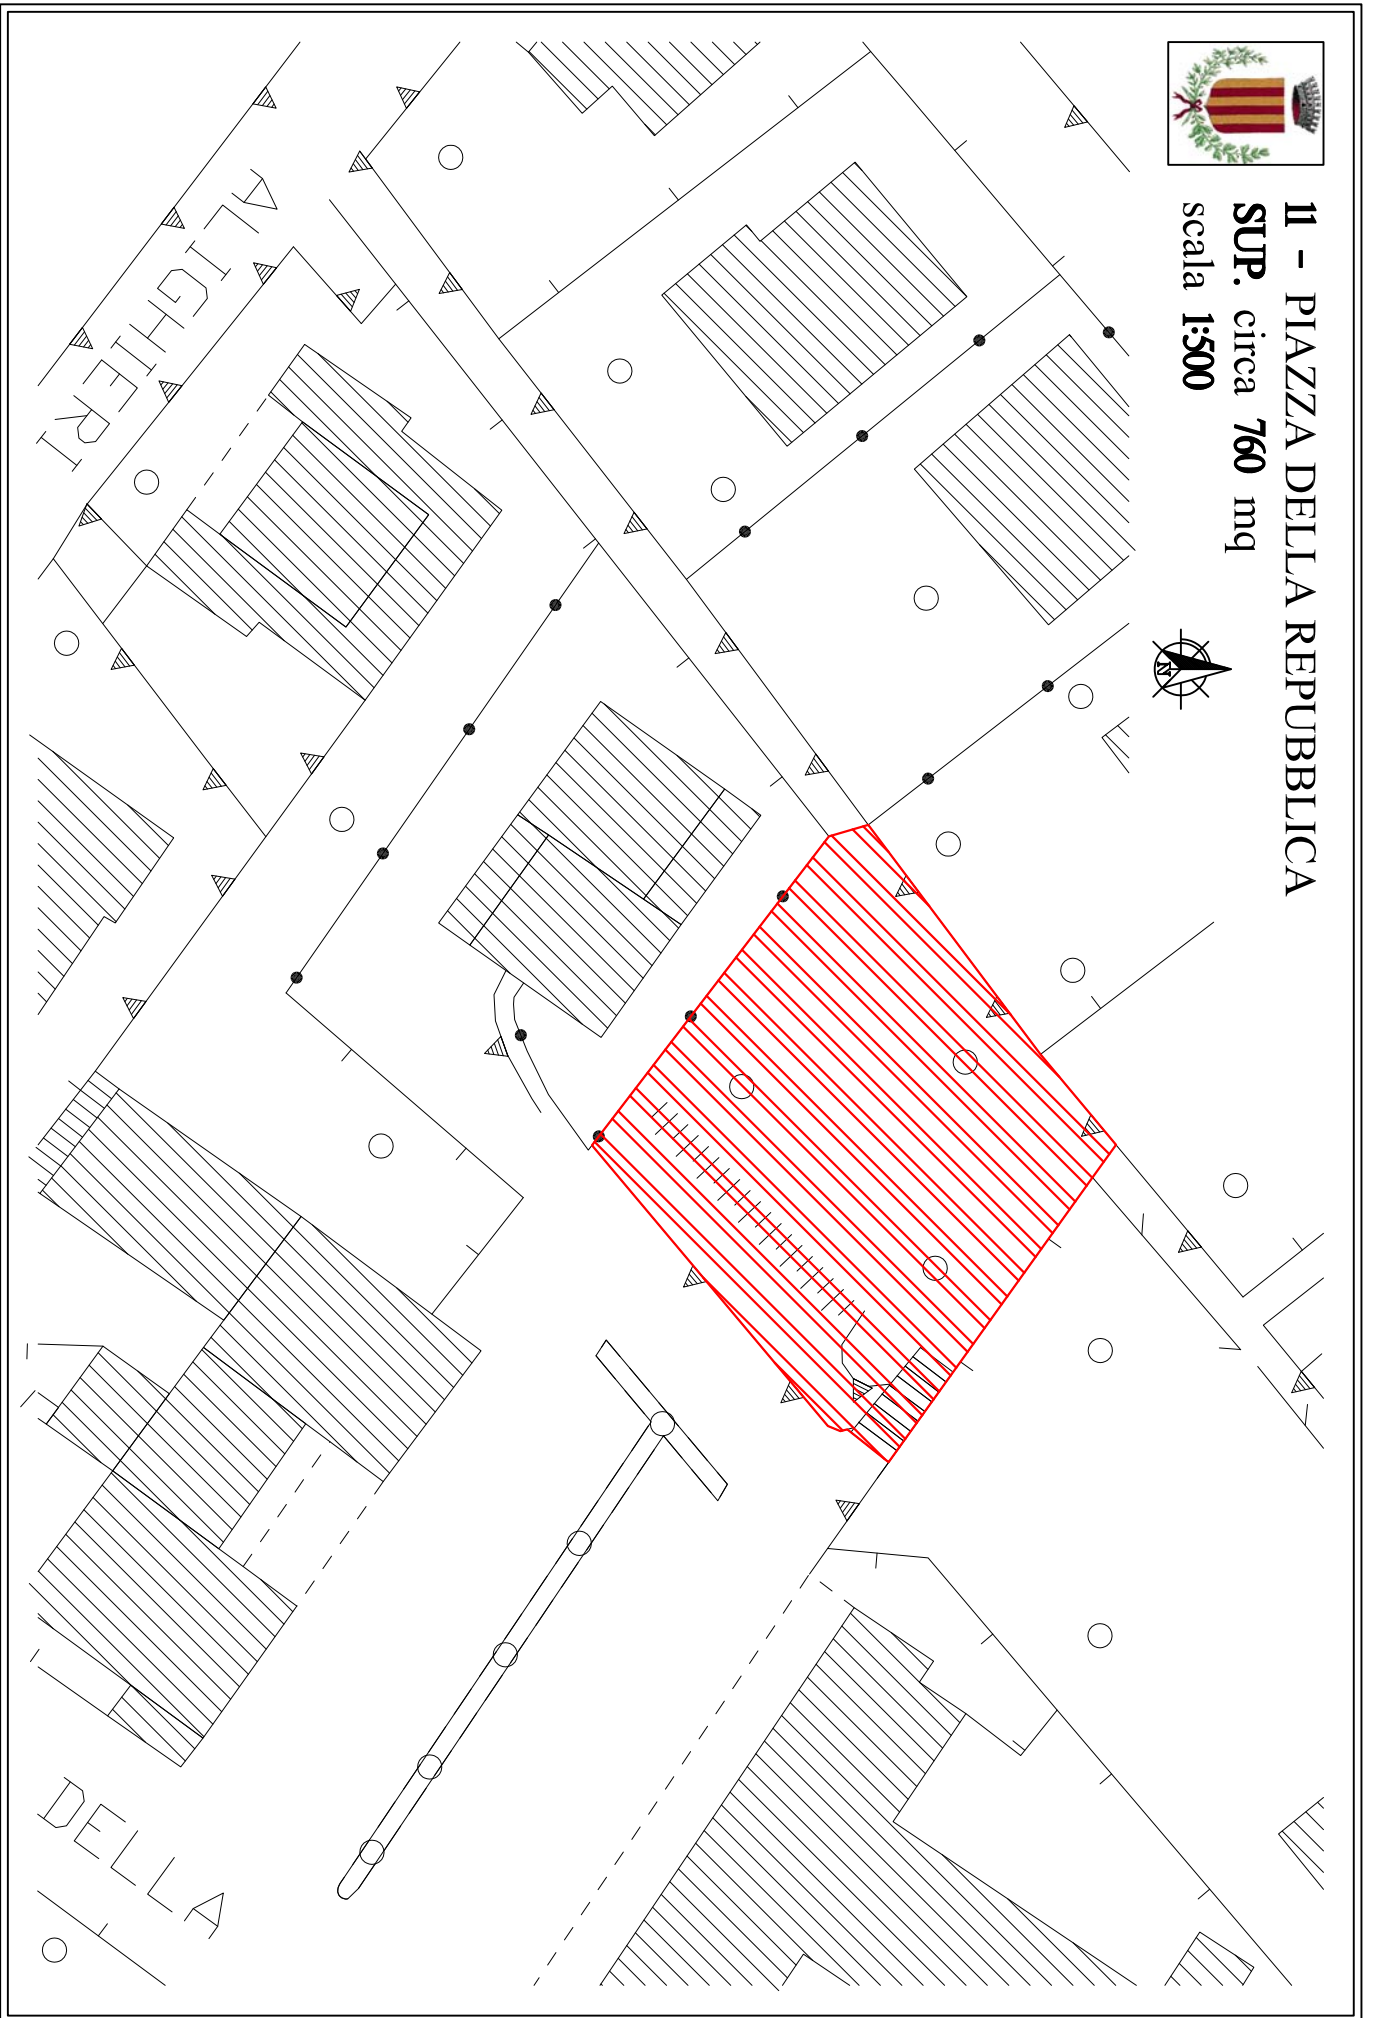 11 - PIAZZA DELLA REPUBBLICA
SUP. circa 760 mq
scala 1:500
N
ALIGHIERI
DELLA